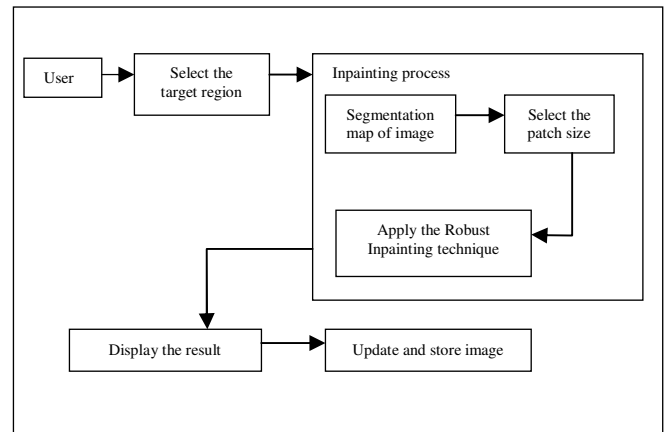 User
Select the
target region
Inpainting process
Segmentation
map of image
Select the
patch size
Apply the Robust
Inpainting technique
Display the result
Update and store image